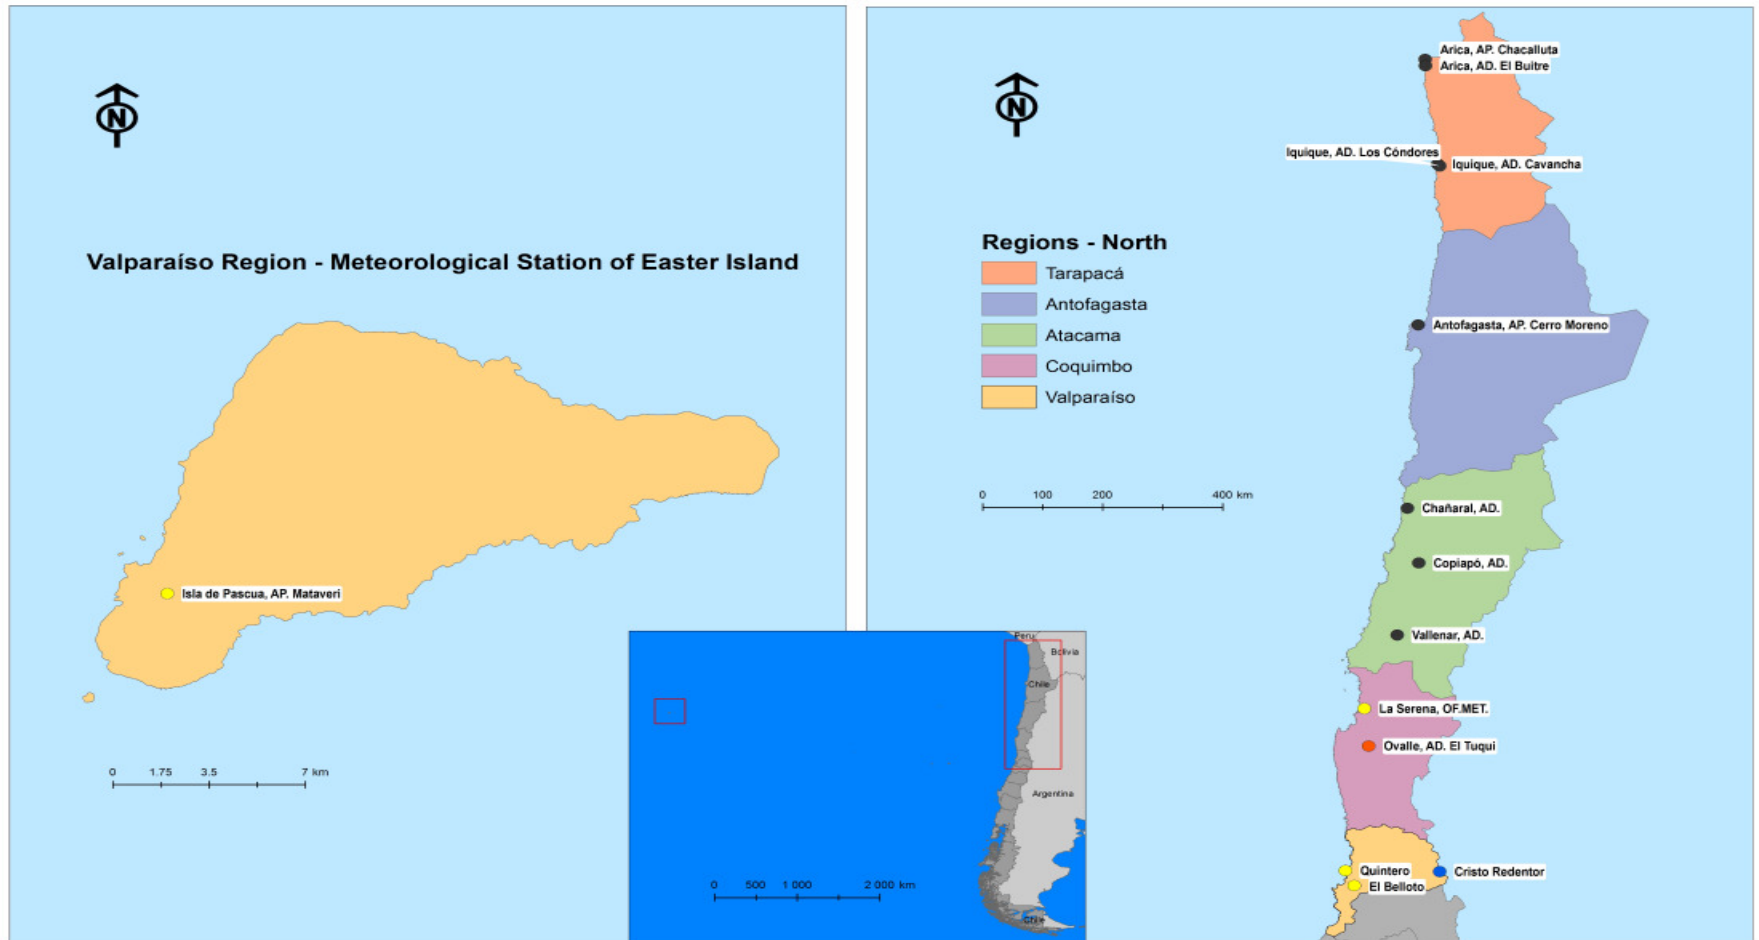 N
Valparaíso Region - Meteorological Station of Easter Island
Isla de Pascua, AP. Mataveri
0 1.75 3.5 7 km
N
Regions - North
Tarapacá
Antofagasta
Atacama
Coquimbo
Valparaíso
0 100 200 400 km
Arica, AP. Chacalluta
Arica, AD. El Buitre
Iquique, AD. Los Cóndores
Iquique, AD. Cavancha
Antofagasta, AP. Cerro Moreno
Chañaral, AD.
Copiapó, AD.
Vallenar, AD.
La Serena, OF.MET.
Ovalle, AD. El Tuqui
Quintero
Cristo Redentor
El Belloto
Peru
Bolivia
Chile
Argentina
0 500 1 000 2 000 km
Chile